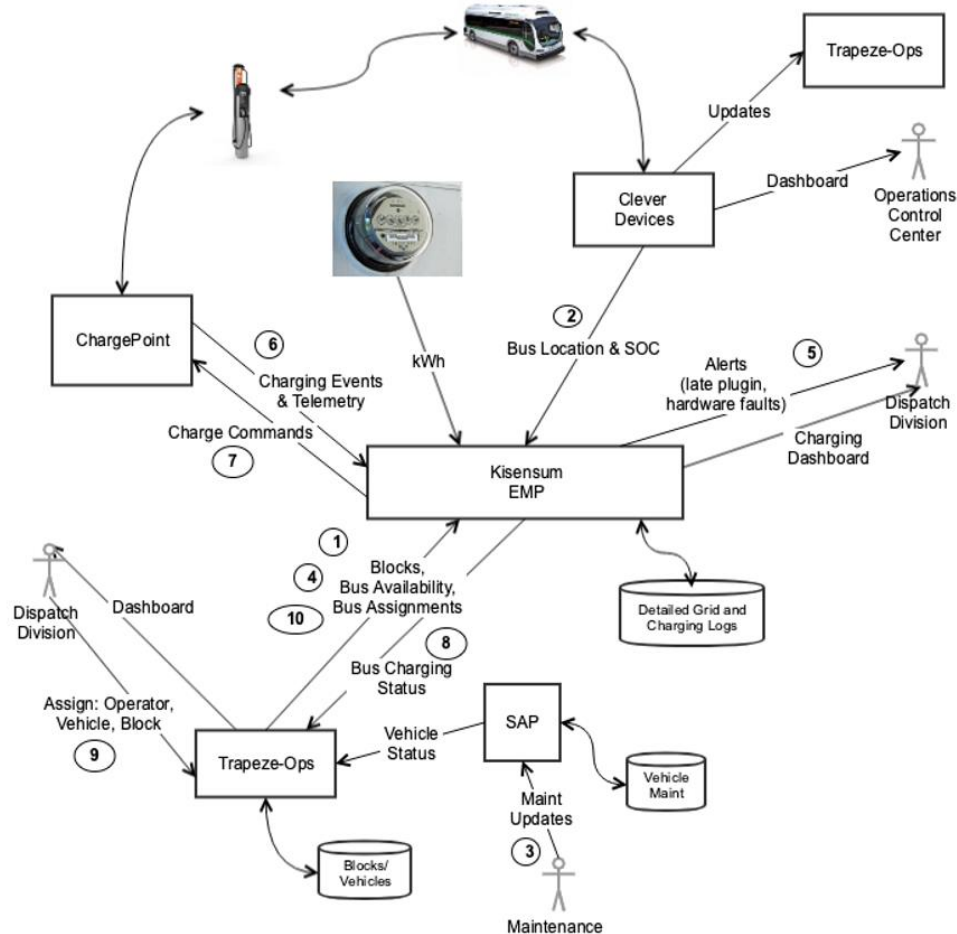 Trapeze-Ops
Updates
Dashboard
Operations
Control
Center
Clever
Devices
ChargePoint
2
Bus Location & SOC
6
Charging Events
& Telemetry
kWh
5
Alerts
(late plugin,
hardware faults)
Dispatch
Division
Charge Commands
7
Charging
Dashboard
Kisensum
EMP
1
4
10
Blocks,
Bus Availability,
Bus Assignments
Dispatch
Division
Dashboard
8
Bus Charging
Status
Detailed Grid and
Charging Logs
Assign: Operator,
Vehicle, Block
9
Trapeze-Ops
Vehicle
Status
SAP
Vehicle
Maint
Maint
Updates
3
Blocks/
Vehicles
Maintenance